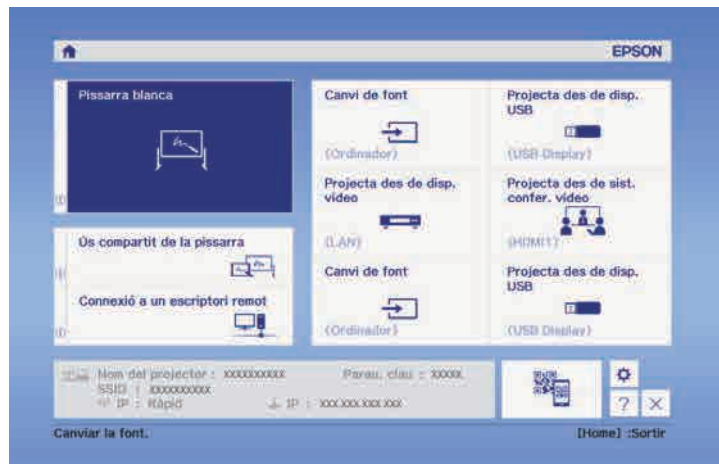 EPSON
Pissarra blanca
Ús compartit de la pissarra
Connexió a un escriptori remot
Canvi de font
(Ordinador)
Projecta des de disp.
vídeo
(LAN)
Canvi de font
(Ordinador)
Projecta des de disp.
USB
(USB Display)
Projecta des de sist.
confer. vídeo
(HDMI1)
Projecta des de disp.
USB
(USB Display)
Nom del projector : xxxxxxxxxx
Parau. clau : xxxxx
SSID : xxxxxxxxxx
IP : Ràpid
IP : xxx.xxx.xxx.xxx
?
Canviar la font.
[Home] :Sortir